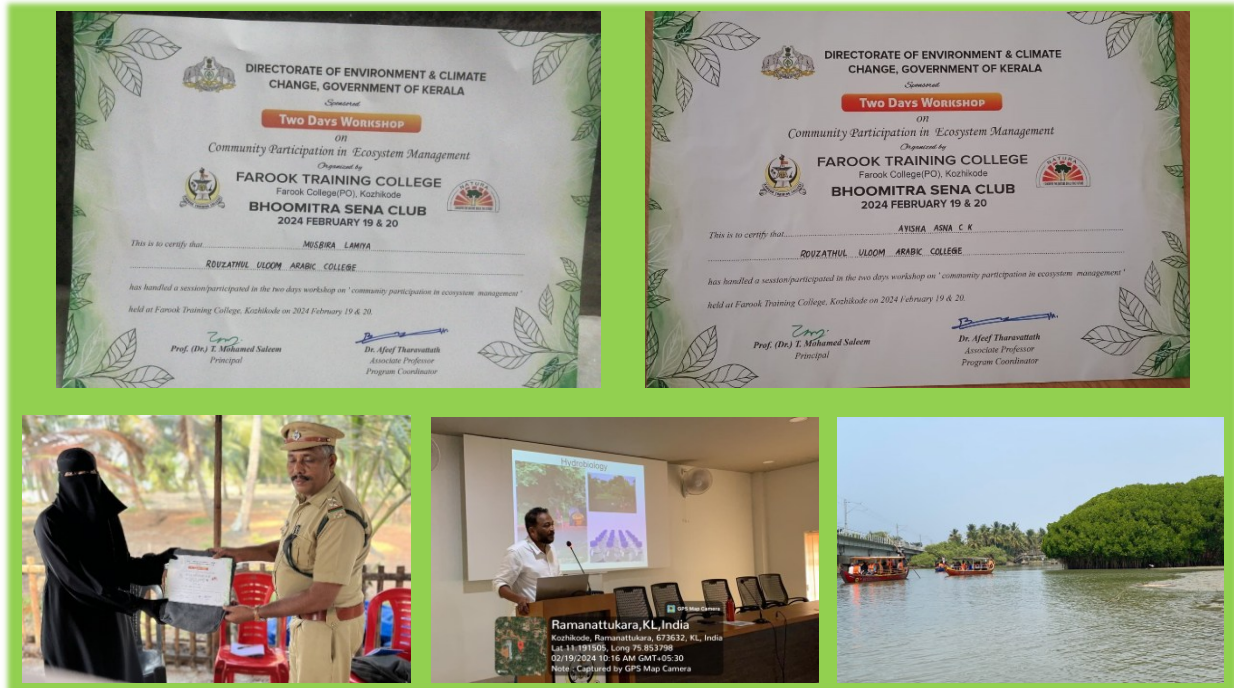 DIRECTORATE OF ENVIRONMENT & CLIMATE
CHANGE, GOVERNMENT OF KERALA
Sponsored
Two Days Workshop
on
Community Participation in Ecosystem Management
Organized by
FAROOK TRAINING COLLEGE
Farook College(PO), Kozhikode
BHOOMITRA SENA CLUB
2024 FEBRUARY 19 & 20
This is to certify that MUSBIRA LAMIYA
ROUZATHUL ULOOM ARABIC COLLEGE
has handled a session/participated in the two days workshop on ' community participation in ecosystem management '
held at Farook Training College, Kozhikode on 2024 February 19 & 20.
Prof. (Dr.) T. Mohamed Saleem
Principal
Dr. Afeef Tharavattath
Associate Professor
Program Coordinator
DIRECTORATE OF ENVIRONMENT & CLIMATE
CHANGE, GOVERNMENT OF KERALA
Sponsored
Two Days Workshop
on
Community Participation in Ecosystem Management
Organized by
FAROOK TRAINING COLLEGE
Farook College(PO), Kozhikode
BHOOMITRA SENA CLUB
2024 FEBRUARY 19 & 20
This is to certify that AYISHA ASNA C K
ROUZATHUL ULOOM ARABIC COLLEGE
has handled a session/participated in the two days workshop on ' community participation in ecosystem management '
held at Farook Training College, Kozhikode on 2024 February 19 & 20.
Prof. (Dr.) T. Mohamed Saleem
Principal
Dr. Afeef Tharavattath
Associate Professor
Program Coordinator
Hydrobiology
GPS Map Camera
Ramanattukara,KL,India
Kozhikode, Ramanattukara, 673632, KL, India
Lat 11.191505, Long 75.853798
02/19/2024 10:16 AM GMT+05:30
Note : Captured by GPS Map Camera